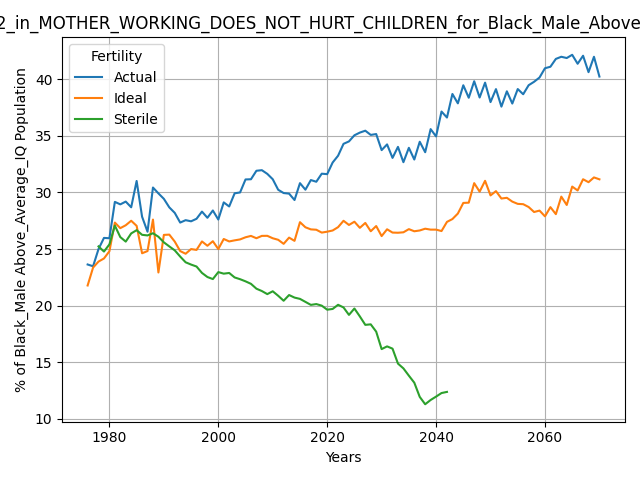 2_in_MOTHER_WORKING_DOES_NOT_HURT_CHILDREN_for_Black_Male_Above
Fertility
Actual
Ideal
Sterile
% of Black_Male Above_Average_IQ Population
40
35
30
25
20
15
10
1980 2000 2020 2040 2060
Years